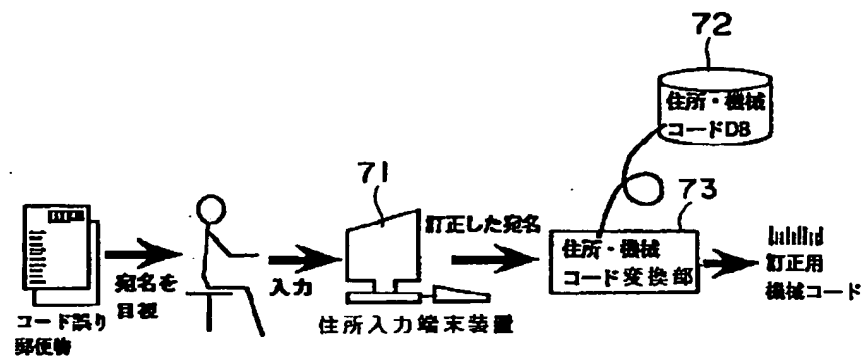 72
住所・機械
コードDB
71
訂正した宛名
73
住所・機械
コード変換部
訂正用
機械コード
宛名を
目視
入力
コード誤り
郵便物
住所入力端末装置